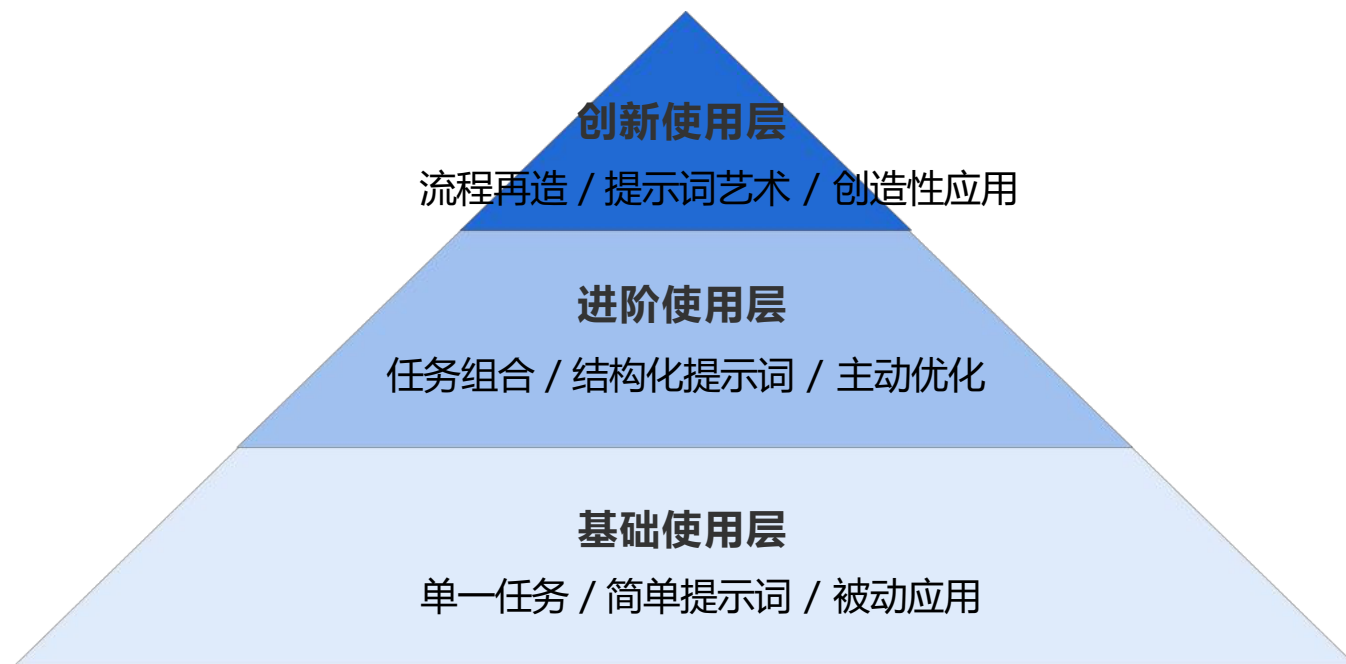 创新使用层
流程再造 / 提示词艺术 / 创造性应用
进阶使用层
任务组合 / 结构化提示词 / 主动优化
基础使用层
单一任务 / 简单提示词 / 被动应用